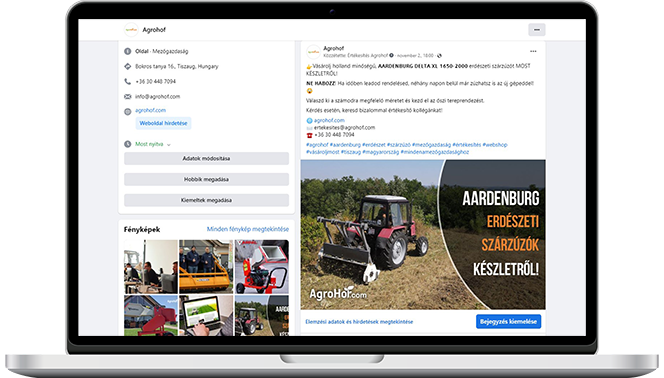 Agrohof
Oldal · Mezőgazdaság
Bokros tanya 16., Tiszaug, Hungary
+36 30 448 7094
info@agrohof.com
agrohof.com
Weboldal hirdetése
Most nyitva
Adatok módosítása
Hobbik megadása
Kiemeltek megadása
Fényképek
Minden fénykép megtekintése
Agrohof
Közzétette: Értékesítés Agrohof · november 2., 18:00 ·
Vásárolj holland minőségű, AARDENBURG DELTA XL 1650-2000 erdészeti szárzúzót MOST
KÉSZLETRŐL!
NE HABOZZ! Ha időben leadod rendelésed, néhány napon belül már zúzhatsz is az új gépeddel!
Válaszd ki a számodra megfelelő méretet és kezd el az őszi tereprendezést.
Kérdés esetén, keresd bizalommal értékesítő kollégánkat!
agrohof.com
ertekesites@agrohof.com
+36 30 448 7094
#agrohof #aardenburg #erdészet #szárzúzó #mezőgazdaság #értékesítés #webshop
#vásároljmost #tiszaug #magyarország #mindenamezőgazdasághoz
AARDENBURG
ERDÉSZETI
SZÁRZÚZÓK
KÉSZLETRŐL!
AgroHof.com
Elemzési adatok és hirdetések megtekintése
Bejegyzés kiemelése